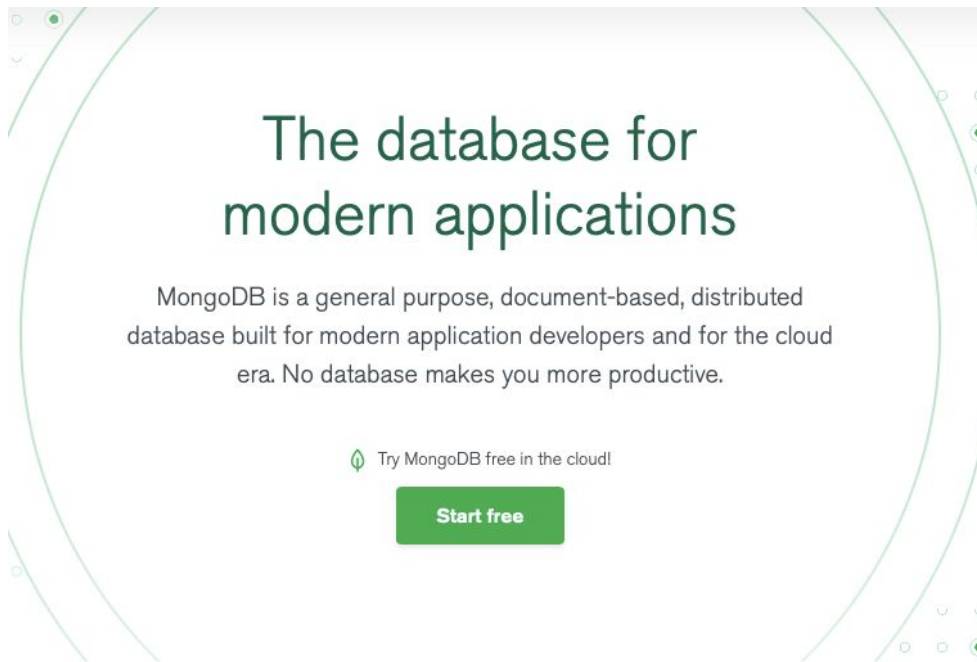 The database for
modern applications
MongoDB is a general purpose, document-based, distributed
database built for modern application developers and for the cloud
era. No database makes you more productive.
Try MongoDB free in the cloud!
Start free